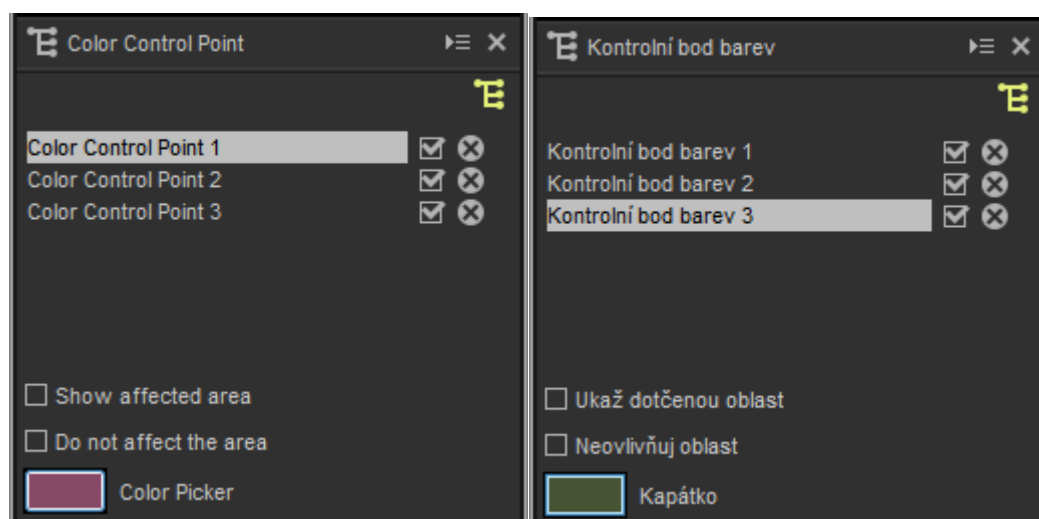 Color Control Point
Color Control Point 1
Color Control Point 2
Color Control Point 3
Show affected area
Do not affect the area
Color Picker
Kontrolní bod barev
Kontrolní bod barev 1
Kontrolní bod barev 2
Kontrolní bod barev 3
Ukaž dotčenou oblast
Neovlivňuj oblast
Kapátko